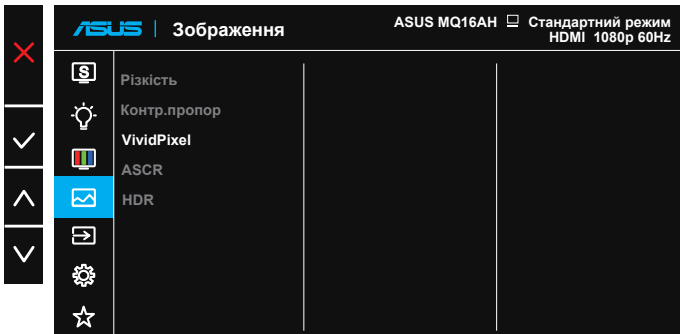 ASUS | Зображення
ASUS MQ16AH Стандартний режим
HDMI 1080p 60Hz
S
Різкість
Контр.пропор
VividPixel
ASCR
HDR